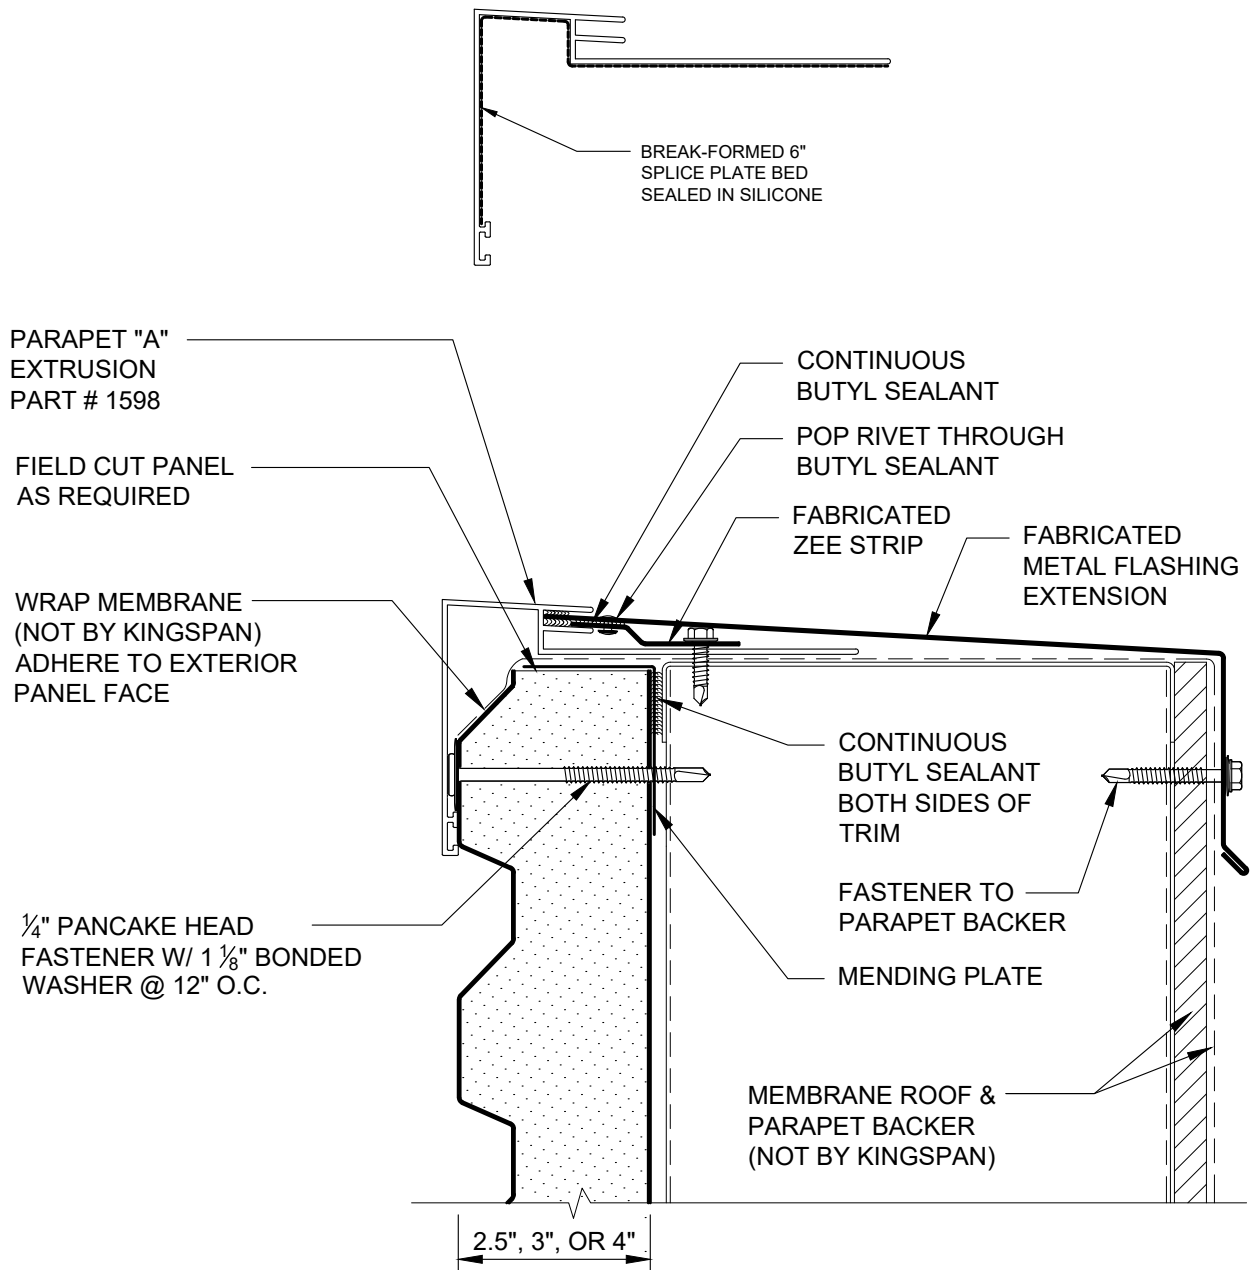 BREAK-FORMED 6"
SPLICE PLATE BED
SEALED IN SILICONE
PARAPET "A"
EXTRUSION
PART # 1598
FIELD CUT PANEL
AS REQUIRED
WRAP MEMBRANE
(NOT BY KINGSPAN)
ADHERE TO EXTERIOR
PANEL FACE
¼" PANCAKE HEAD
FASTENER W/ 1 ⅛" BONDED
WASHER @ 12" O.C.
CONTINUOUS
BUTYL SEALANT
POP RIVET THROUGH
BUTYL SEALANT
FABRICATED
ZEE STRIP
FABRICATED
METAL FLASHING
EXTENSION
CONTINUOUS
BUTYL SEALANT
BOTH SIDES OF
TRIM
FASTENER TO
PARAPET BACKER
MENDING PLATE
MEMBRANE ROOF &
PARAPET BACKER
(NOT BY KINGSPAN)
2.5", 3", OR 4"